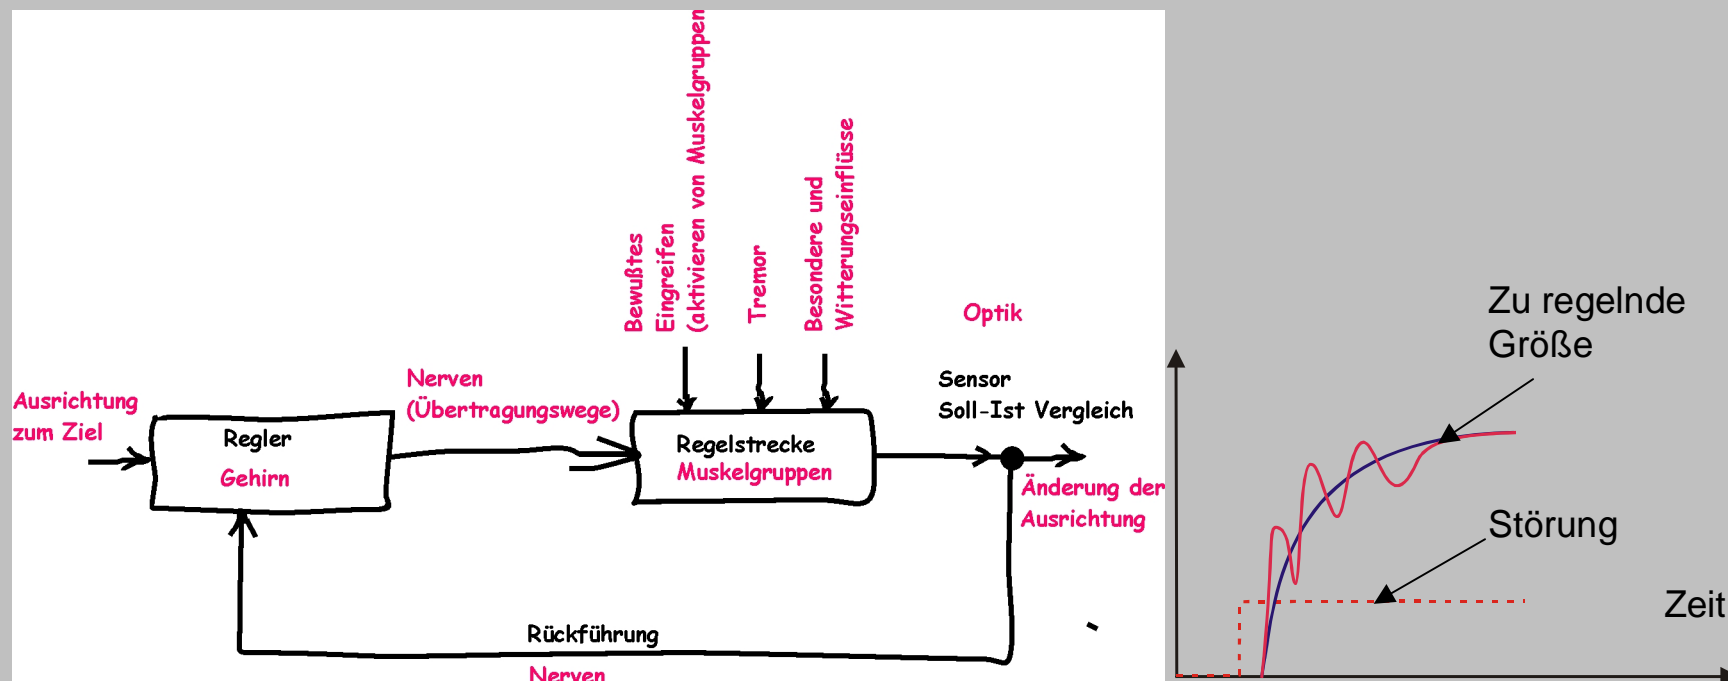 Bewußtes
Eingreifen
(aktivieren von Muskelgruppen
Tremor
Besondere und
Witterungseinflüsse
Optik
Zu regelnde
Größe
Ausrichtung
zum Ziel
Nerven
(Übertragungswege)
Sensor
Soll-Ist Vergleich
Regler
Gehirn
Regelstrecke
Muskelgruppen
Änderung der
Ausrichtung
Störung
Zeit
Rückführung
Nerven